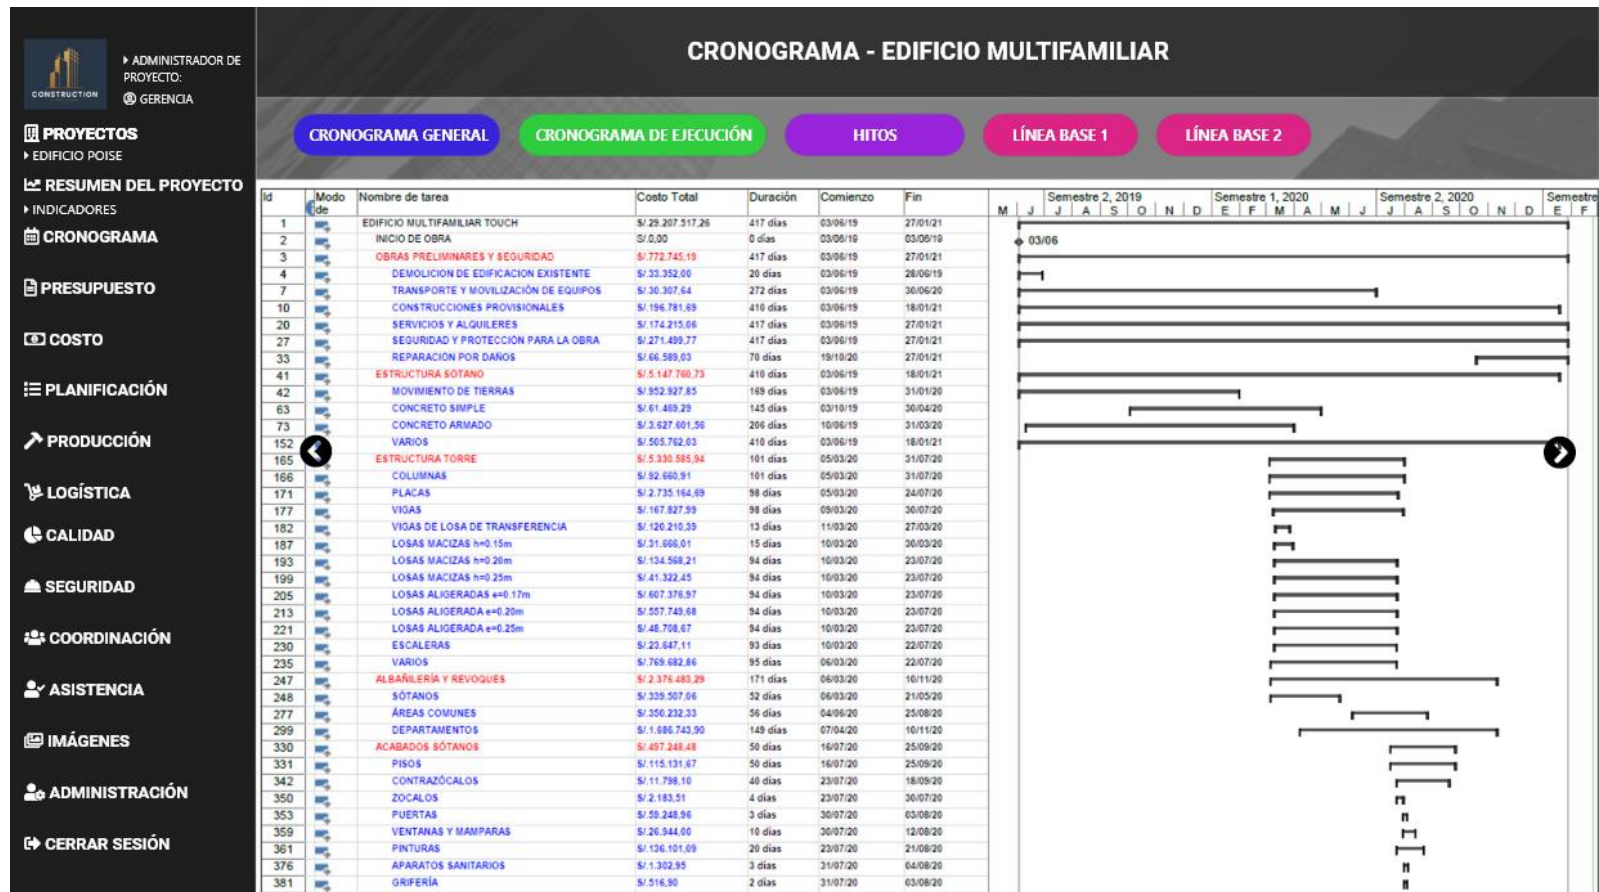 CONSTRUCTION
ADMINISTRADOR DE
PROYECTO:
GERENCIA
PROYECTOS
EDIFICIO POISE
RESUMEN DEL PROYECTO
INDICADORES
CRONOGRAMA
PRESUPUESTO
COSTO
PLANIFICACIÓN
PRODUCCIÓN
LOGÍSTICA
CALIDAD
SEGURIDAD
COORDINACIÓN
ASISTENCIA
IMÁGENES
ADMINISTRACIÓN
CERRAR SESIÓN
CRONOGRAMA - EDIFICIO MULTIFAMILIAR
CRONOGRAMA GENERAL CRONOGRAMA DE EJECUCIÓN HITOS LÍNEA BASE 1 LÍNEA BASE 2
Id Modo de Nombre de tarea Costo Total Duración Comienzo Fin Semestre 2, 2019 Semestre 1, 2020 Semestre 2, 2020 Semestre
M J J A S O N D E F M A M J J A S O N D E F
1 EDIFICIO MULTIFAMILIAR TOUCH S/.29.207.517,26 417 días 03/06/19 27/01/21
2 INICIO DE OBRA S/.0,00 0 días 03/06/19 03/06/19 03/06
3 OBRAS PRELIMINARES Y SEGURIDAD S/.772.745,19 417 días 03/06/19 27/01/21
4 DEMOLICION DE EDIFICACION EXISTENTE S/.33.352,00 20 días 03/06/19 28/06/19
7 TRANSPORTE Y MOVILIZACIÓN DE EQUIPOS S/.30.307,64 272 días 03/06/19 30/06/20
10 CONSTRUCCIONES PROVISIONALES S/.196.781,69 410 días 03/06/19 18/01/21
20 SERVICIOS Y ALQUILERES S/.174.215,06 417 días 03/06/19 27/01/21
27 SEGURIDAD Y PROTECCIÓN PARA LA OBRA S/.271.499,77 417 días 03/06/19 27/01/21
33 REPARACIÓN POR DAÑOS S/.66.589,03 70 días 19/10/20 27/01/21
41 ESTRUCTURA SOTANO S/.5.147.760,73 410 días 03/06/19 18/01/21
42 MOVIMIENTO DE TIERRAS S/.952.927,85 169 días 03/06/19 31/01/20
63 CONCRETO SIMPLE S/.61.469,29 145 días 03/10/19 30/04/20
73 CONCRETO ARMADO S/.3.627.601,56 206 días 10/06/19 31/03/20
152 VARIOS S/.505.762,03 410 días 03/06/19 18/01/21
165 ESTRUCTURA TORRE S/.5.330.585,94 101 días 05/03/20 31/07/20
166 COLUMNAS S/.92.660,91 101 días 05/03/20 31/07/20
171 PLACAS S/.2.735.164,69 98 días 05/03/20 24/07/20
177 VIGAS S/.167.827,99 98 días 09/03/20 30/07/20
182 VIGAS DE LOSA DE TRANSFERENCIA S/.120.210,39 13 días 11/03/20 27/03/20
187 LOSAS MACIZAS h=0.15m S/.31.666,01 15 días 10/03/20 30/03/20
193 LOSAS MACIZAS h=0.20m S/.134.568,21 94 días 10/03/20 23/07/20
199 LOSAS MACIZAS h=0.25m S/.41.322,45 94 días 10/03/20 23/07/20
205 LOSAS ALIGERADAS e=0.17m S/.607.376,97 94 días 10/03/20 23/07/20
213 LOSAS ALIGERADA e=0.20m S/.557.749,68 94 días 10/03/20 23/07/20
221 LOSAS ALIGERADA e=0.25m S/.48.708,67 94 días 10/03/20 23/07/20
230 ESCALERAS S/.23.647,11 93 días 10/03/20 22/07/20
235 VARIOS S/.769.682,86 95 días 06/03/20 22/07/20
247 ALBAÑILERÍA Y REVOQUES S/.2.376.483,29 171 días 06/03/20 10/11/20
248 SÓTANOS S/.339.507,06 52 días 06/03/20 21/05/20
277 ÁREAS COMUNES S/.350.232,33 56 días 04/06/20 25/08/20
299 DEPARTAMENTOS S/.1.686.743,90 149 días 07/04/20 10/11/20
330 ACABADOS SÓTANOS S/.497.248,48 50 días 16/07/20 25/09/20
331 PISOS S/.115.131,67 50 días 16/07/20 25/09/20
342 CONTRAZÓCALOS S/.11.798,10 40 días 23/07/20 18/09/20
350 ZOCALOS S/.2.183,51 4 días 23/07/20 30/07/20
353 PUERTAS S/.59.248,96 3 días 30/07/20 03/08/20
359 VENTANAS Y MAMPARAS S/.26.944,00 10 días 30/07/20 12/08/20
361 PINTURAS S/.136.101,09 20 días 23/07/20 21/08/20
376 APARATOS SANITARIOS S/.1.302,95 3 días 31/07/20 04/08/20
381 GRIFERÍA S/.516,90 2 días 31/07/20 03/08/20